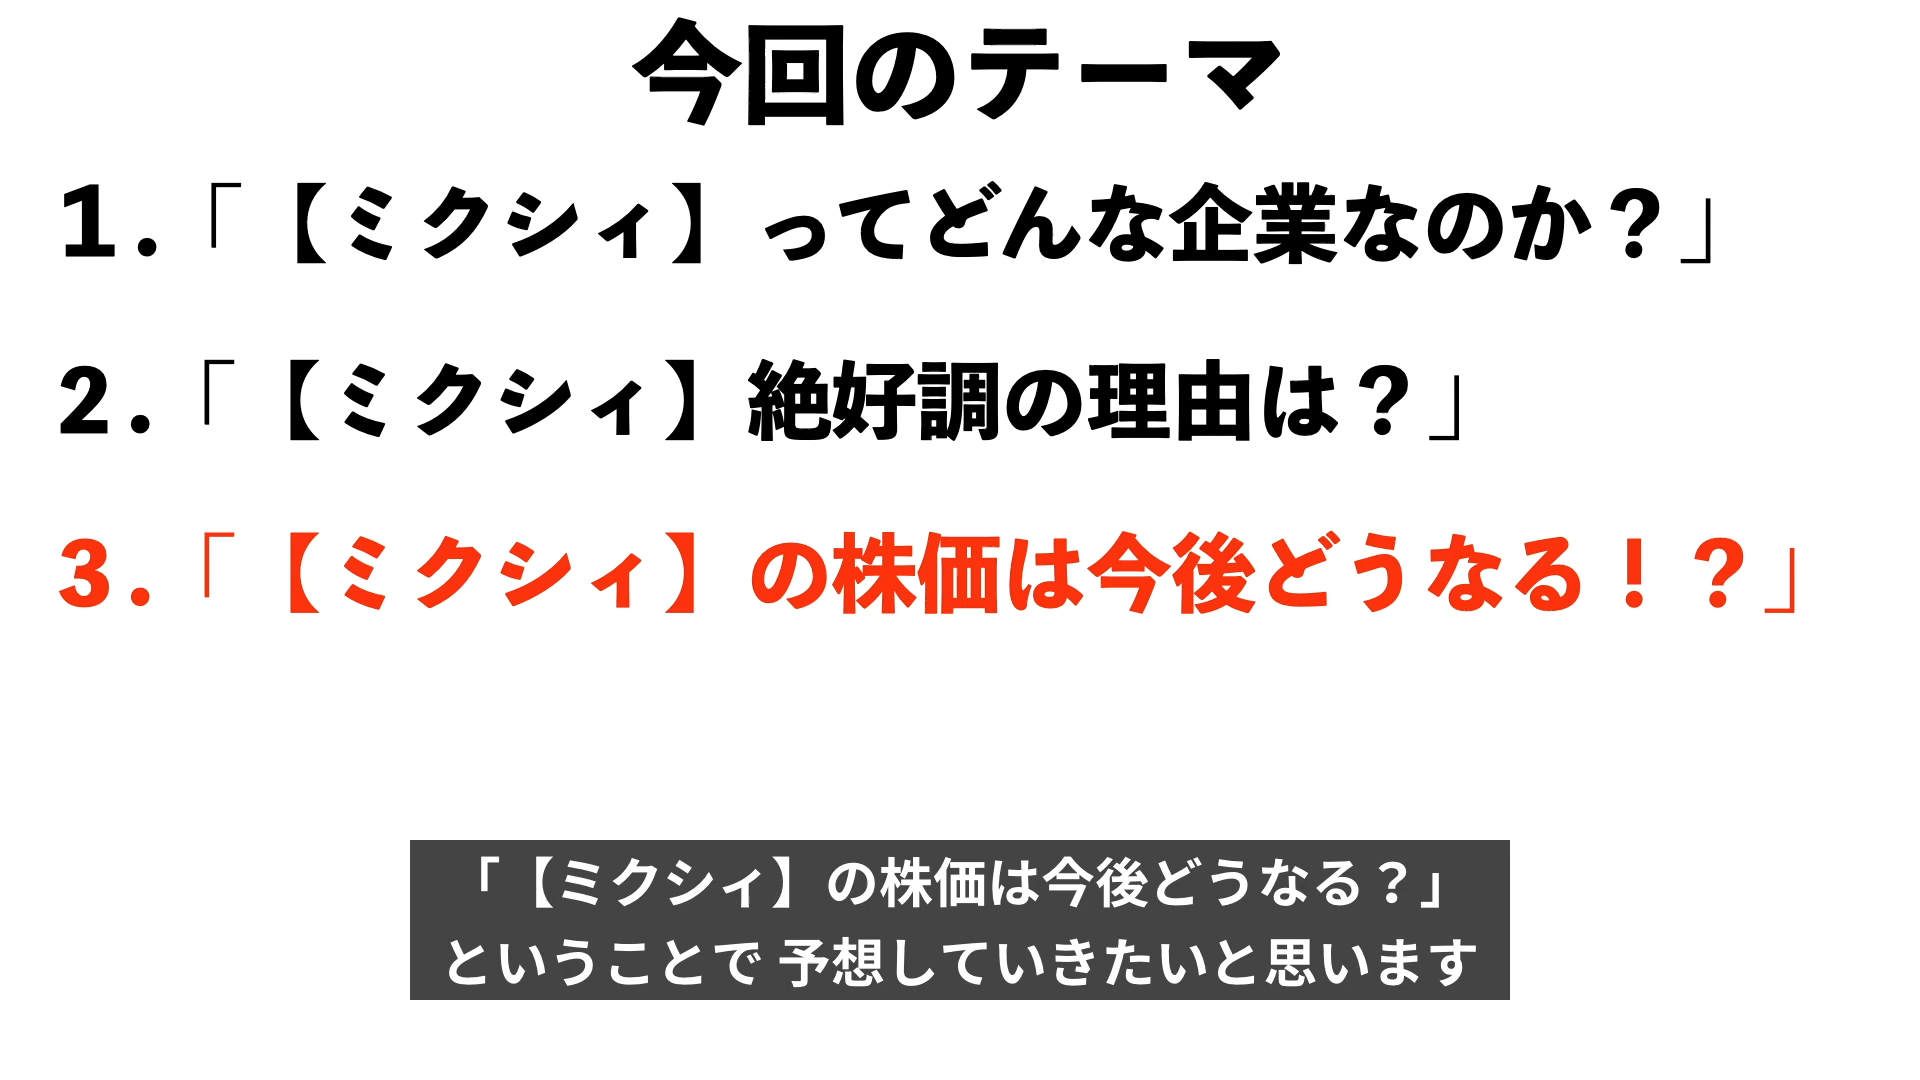 今回のテーマ
1.「【ミクシィ】ってどんな企業なのか？」
2.「【ミクシィ】絶好調の理由は？」
3.「【ミクシィ】の株価は今後どうなる！？」
「【ミクシィ】の株価は今後どうなる？」
ということで 予想していきたいと思います